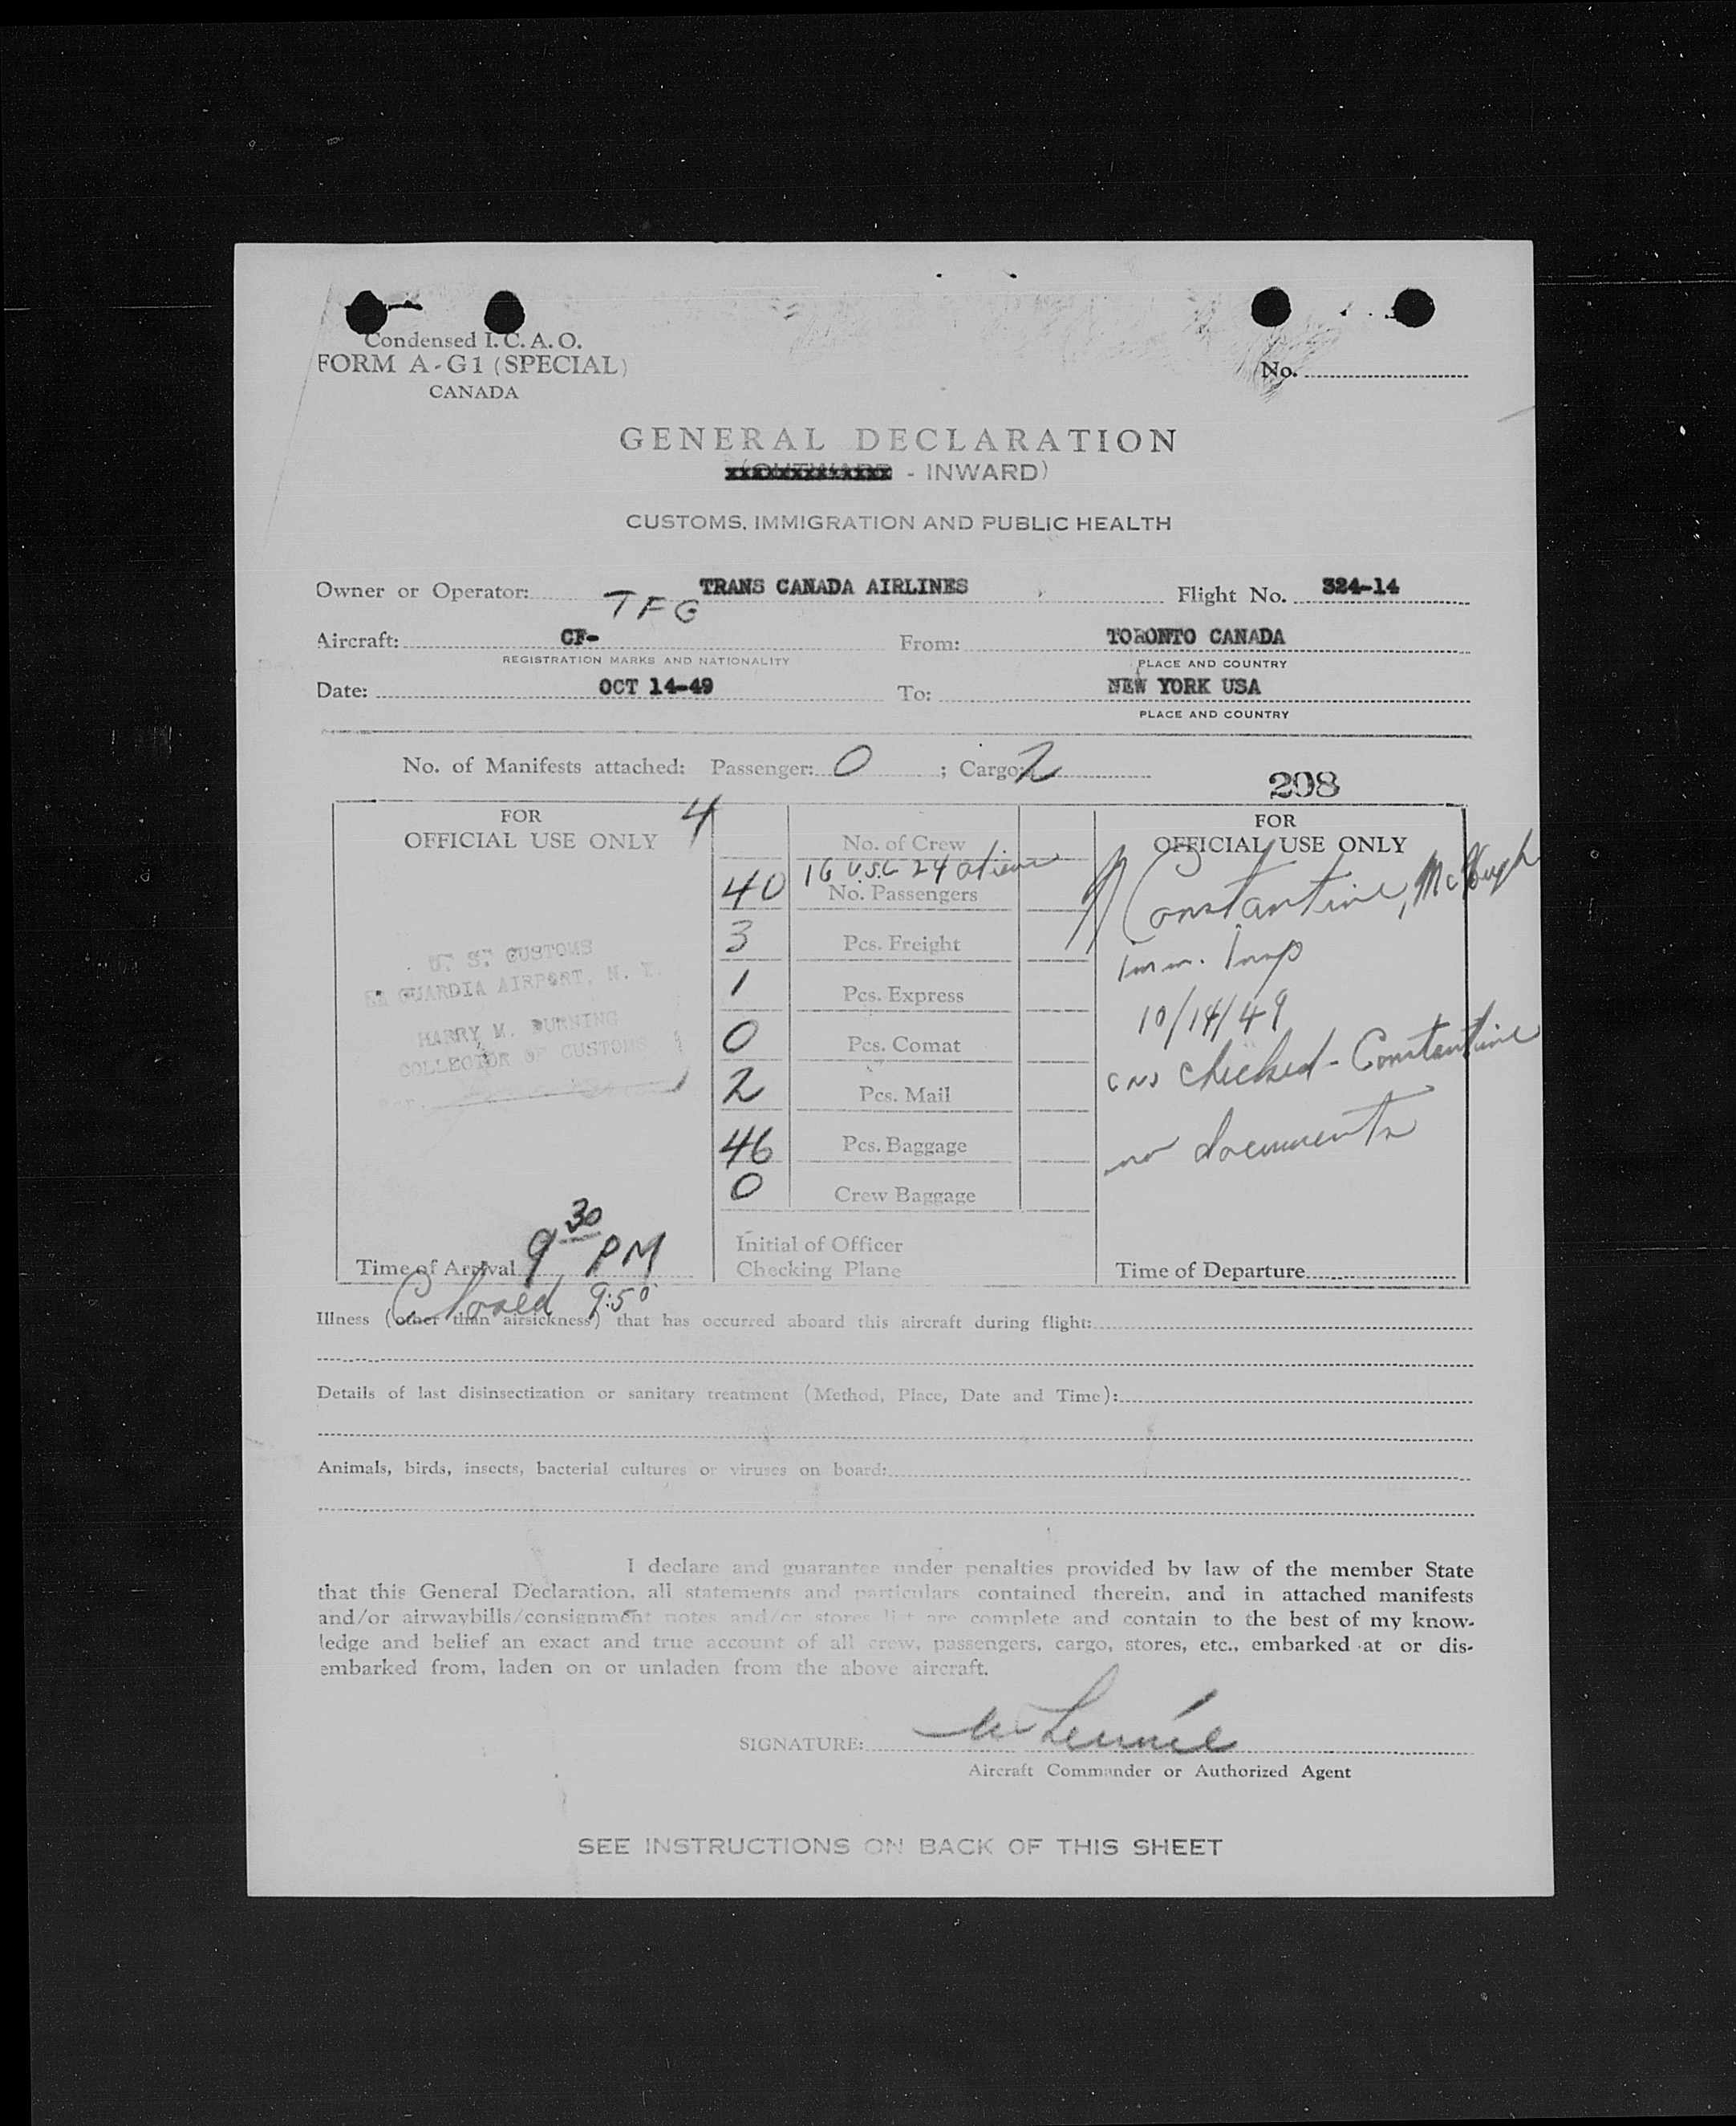 Condensed I. C. A. O.
FORM A-G1 (SPECIAL)
CANADA
No.
GENERAL DECLARATION
(OUTWARD - INWARD)
CUSTOMS, IMMIGRATION AND PUBLIC HEALTH
Owner or Operator: TRANS CANADA AIRLINES Flight No. 324-14
TFG
Aircraft: CF- From: TORONTO CANADA
REGISTRATION MARKS AND NATIONALITY PLACE AND COUNTRY
Date: OCT 14-49 To: NEW YORK USA
PLACE AND COUNTRY
No. of Manifests attached: Passenger: 0 ; Cargo: 2
298
FOR
OFFICIAL USE ONLY
U. S. CUSTOMS
LA GUARDIA AIRPORT, N. Y.
HARRY M. DURNING
COLLECTOR OF CUSTOMS
Per.
Time of Arrival 9 30 PM
Closed 9:50
4 No. of Crew
16 USC 24 aliens
40 No. Passengers
3 Pcs. Freight
1 Pcs. Express
0 Pcs. Comat
2 Pcs. Mail
46 Pcs. Baggage
0 Crew Baggage
Initial of Officer
Checking Plane
FOR
OFFICIAL USE ONLY
Constantine, McHugh
Imm. Insp
10/14/49
checked - Constantine
no documents
Time of Departure
Illness (other than airsickness) that has occurred aboard this aircraft during flight:
Details of last disinsectization or sanitary treatment (Method, Place, Date and Time):
Animals, birds, insects, bacterial cultures or viruses on board:
I declare and guarantee under penalties provided by law of the member State
that this General Declaration, all statements and particulars contained therein, and in attached manifests
and/or airwaybills/consignment notes and/or stores list are complete and contain to the best of my know-
ledge and belief an exact and true account of all crew, passengers, cargo, stores, etc., embarked at or dis-
embarked from, laden on or unladen from the above aircraft.
SIGNATURE:
Aircraft Commander or Authorized Agent
SEE INSTRUCTIONS ON BACK OF THIS SHEET